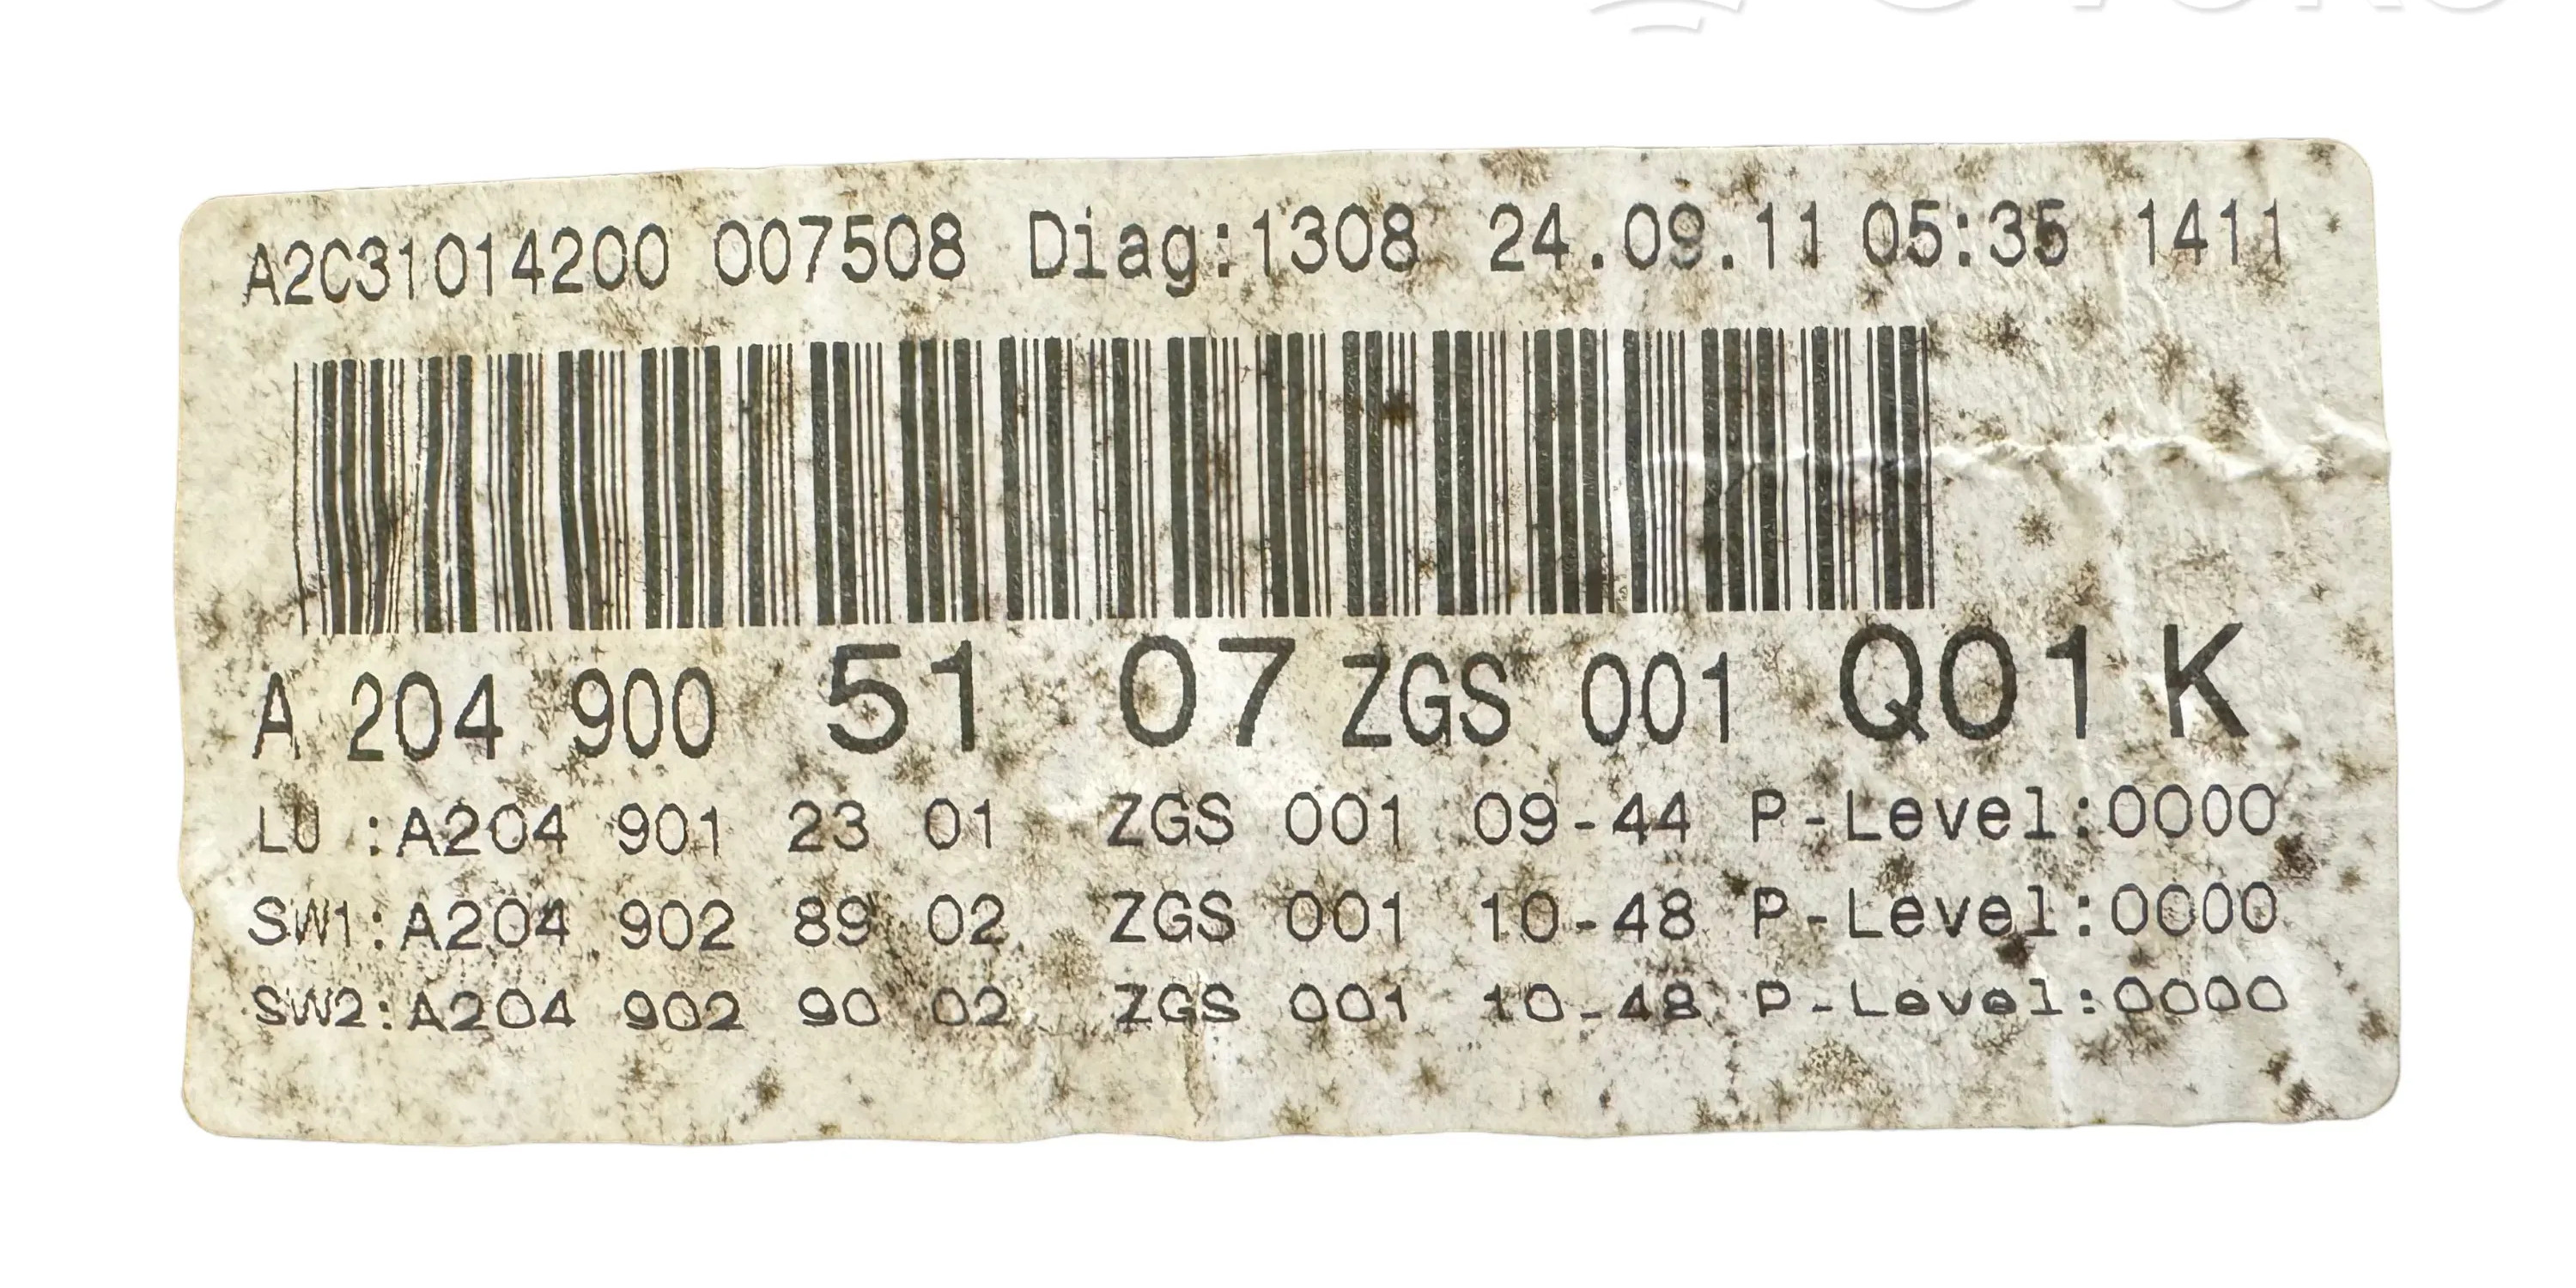 A2C31014200 007508 Diag:1308 24.09.11 05:35 1411
A 204 900 51 07 ZGS 001 Q01 K
LU :A204 901 23 01 ZGS 001 09-44 P-Level:0000
SW1:A204 902 89 02 ZGS 001 10-48 P-Level:0000
SW2:A204 902 90 02 ZGS 001 10-48 P-Level:0000